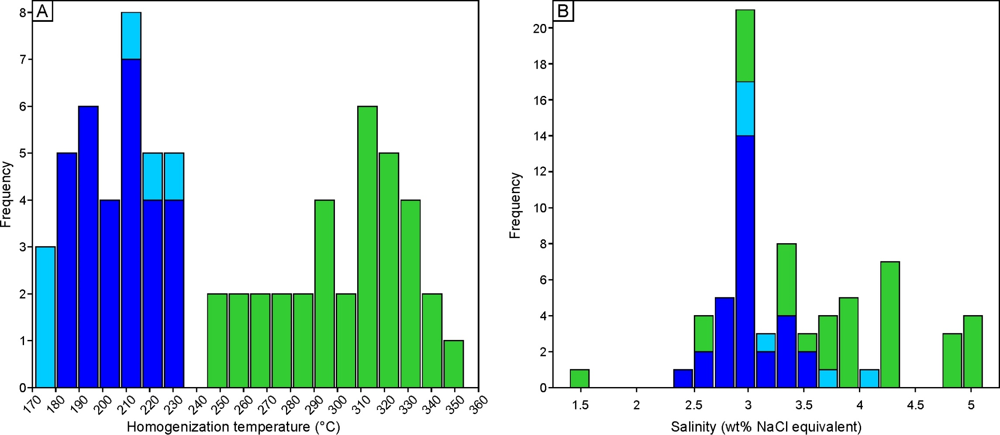 A
8
7
6
5
4
3
2
1
0
Frequency
170 180 190 200 210 220 230 240 250 260 270 280 290 300 310 320 330 340 350 360
Homogenization temperature (°C)
B
20
18
16
14
12
10
8
6
4
2
0
Frequency
1.5 2 2.5 3 3.5 4 4.5 5
Salinity (wt% NaCl equivalent)